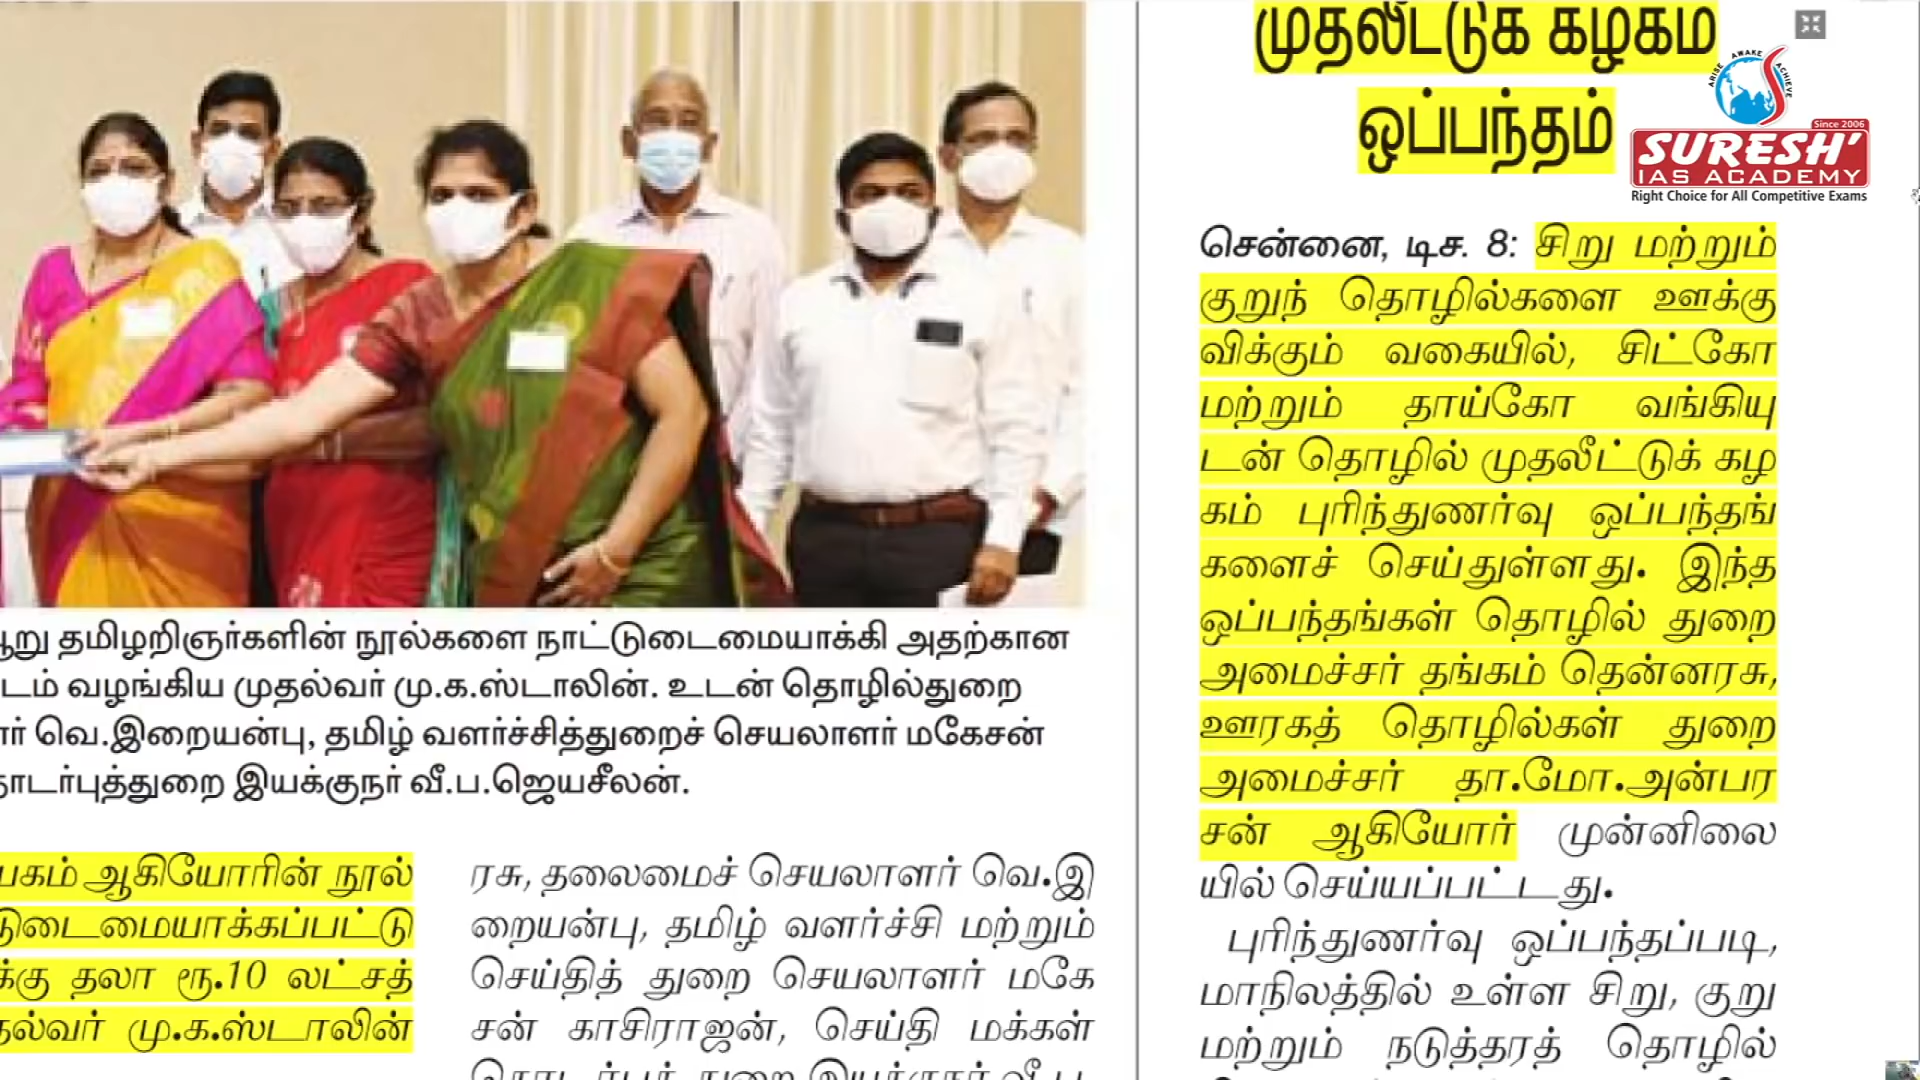 முதலீட்டுக் கழகம்
ஒப்பந்தம்
ARISE AWAKE ACHIEVE
Since 2006
SURESH'
IAS ACADEMY
Right Choice for All Competitive Exams
சென்னை, டிச. 8: சிறு மற்றும்
குறுந் தொழில்களை ஊக்கு
விக்கும் வகையில், சிட்கோ
மற்றும் தாய்கோ வங்கியு
டன் தொழில் முதலீட்டுக் கழ
கம் புரிந்துணர்வு ஒப்பந்தங்
களைச் செய்துள்ளது. இந்த
ஒப்பந்தங்கள் தொழில் துறை
அமைச்சர் தங்கம் தென்னரசு,
ஊரகத் தொழில்கள் துறை
அமைச்சர் தா.மோ.அன்பர
சன் ஆகியோர் முன்னிலை
யில் செய்யப்பட்டது.
புரிந்துணர்வு ஒப்பந்தப்படி,
மாநிலத்தில் உள்ள சிறு, குறு
மற்றும் நடுத்தரத் தொழில்
தமிழறிஞர்களின் நூல்களை நாட்டுடைமையாக்கி அதற்கான
வழங்கிய முதல்வர் மு.க.ஸ்டாலின். உடன் தொழில்துறை
வெ.இறையன்பு, தமிழ் வளர்ச்சித்துறைச் செயலாளர் மகேசன்
இயக்குநர் வீ.ப.ஜெயசீலன்.
ஆகியோரின் நூல்
டுடைமையாக்கப்பட்டு
க்கு தலா ரூ.10 லட்சத்
மு.க.ஸ்டாலின்
ரசு, தலைமைச் செயலாளர் வெ.இ
றையன்பு, தமிழ் வளர்ச்சி மற்றும்
செய்தித் துறை செயலாளர் மகே
சன் காசிராஜன், செய்தி மக்கள்